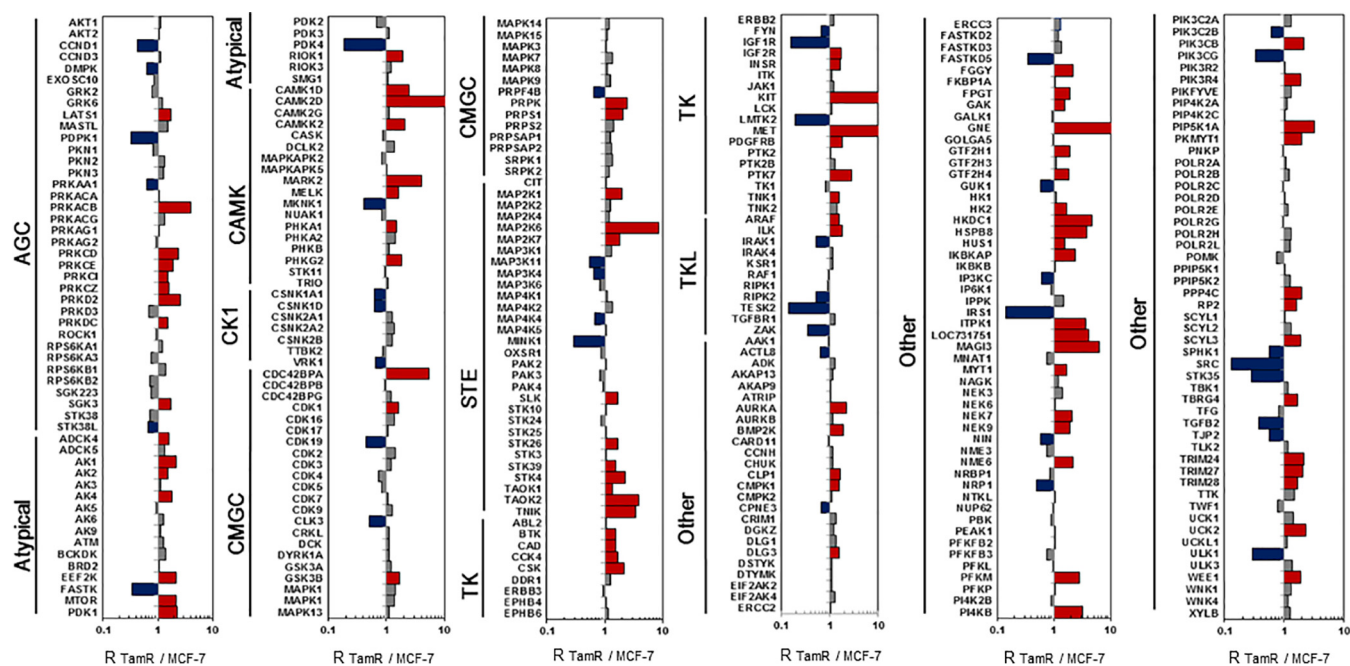 AGC
Atypical
AKT1
AKT2
CCND1
CCND3
DMPK
EXOSC10
GRK2
GRK6
LATS1
MASTL
PDPK1
PKN1
PKN2
PKN3
PRKAA1
PRKACA
PRKACB
PRKACG
PRKAG1
PRKAG2
PRKCD
PRKCE
PRKCI
PRKCZ
PRKD2
PRKD3
PRKDC
ROCK1
RPS6KA1
RPS6KA3
RPS6KB1
RPS6KB2
SGK223
SGK3
STK38
STK38L
ADCK4
ADCK5
AK1
AK2
AK3
AK4
AK5
AK6
AK9
ATM
BCKDK
BRD2
EEF2K
FASTK
MTOR
PDK1
0.1 1 10
R TamR / MCF-7
Atypical
CAMK
CK1
CMGC
PDK2
PDK3
PDK4
RIOK1
RIOK3
SMG1
CAMK1D
CAMK2D
CAMK2G
CAMKK2
CASK
DCLK2
MAPKAPK2
MAPKAPK5
MARK2
MELK
MKNK1
NUAK1
PHKA1
PHKA2
PHKB
PHKG2
STK11
TRIO
CSNK1A1
CSNK1D
CSNK2A1
CSNK2A2
CSNK2B
TTBK2
VRK1
CDC42BPA
CDC42BPB
CDC42BPG
CDK1
CDK16
CDK17
CDK19
CDK2
CDK3
CDK4
CDK5
CDK7
CDK9
CLK3
CRKL
DCK
DYRK1A
GSK3A
GSK3B
MAPK1
MAPK1
MAPK13
0.1 1 10
R TamR / MCF-7
CMGC
STE
TK
MAPK14
MAPK15
MAPK3
MAPK7
MAPK8
MAPK9
PRPF4B
PRPK
PRPS1
PRPS2
PRPSAP1
PRPSAP2
SRPK1
SRPK2
CIT
MAP2K1
MAP2K2
MAP2K4
MAP2K6
MAP2K7
MAP3K1
MAP3K11
MAP3K4
MAP3K6
MAP4K1
MAP4K2
MAP4K4
MAP4K5
MINK1
OXSR1
PAK2
PAK3
PAK4
SLK
STK10
STK24
STK25
STK26
STK3
STK39
STK4
TAOK1
TAOK2
TNIK
ABL2
BTK
CAD
CCK4
CSK
DDR1
ERBB3
EPHB4
EPHB6
0.1 1 10
R TamR / MCF-7
TK
TKL
Other
ERBB2
FYN
IGF1R
IGF2R
INSR
ITK
JAK1
KIT
LCK
LMTK2
MET
PDGFRB
PTK2
PTK2B
PTK7
TK1
TNK1
TNK2
ARAF
ILK
IRAK1
IRAK4
KSR1
RAF1
RIPK1
RIPK2
TESK2
TGFBR1
ZAK
AAK1
ACTL8
ADK
AKAP13
AKAP9
ATRIP
AURKA
AURKB
BMP2K
CARD11
CCNH
CHUK
CLP1
CMPK1
CMPK2
CPNE3
CRIM1
DGKZ
DLG1
DLG3
DSTYK
DTYMK
EIF2AK2
EIF2AK4
ERCC2
0.1 1 10
R TamR / MCF-7
Other
ERCC3
FASTKD2
FASTKD3
FASTKD5
FGGY
FKBP1A
FPGT
GAK
GALK1
GNE
GOLGA5
GTF2H1
GTF2H3
GTF2H4
GUK1
HK1
HK2
HKDC1
HSPB8
HUS1
IKBKAP
IKBKB
IP3KC
IP6K1
IPPK
IRS1
ITPK1
LOC731751
MAGI3
MNAT1
MYT1
NAGK
NEK3
NEK6
NEK7
NEK9
NIN
NME3
NME6
NRBP1
NRP1
NTKL
NUP62
PBK
PEAK1
PFKFB2
PFKFB3
PFKL
PFKM
PFKP
PI4K2B
PI4KB
0.1 1 10
R TamR / MCF-7
Other
PIK3C2A
PIK3C2B
PIK3CB
PIK3CG
PIK3R2
PIK3R4
PIKFYVE
PIP4K2A
PIP4K2C
PIP5K1A
PKMYT1
PNKP
POLR2A
POLR2B
POLR2C
POLR2D
POLR2E
POLR2G
POLR2H
POLR2L
POMK
PPIP5K1
PPIP5K2
PPP4C
RP2
SCYL1
SCYL2
SCYL3
SPHK1
SRC
STK35
TBK1
TBRG4
TFG
TGFB2
TJP2
TLK2
TRIM24
TRIM27
TRIM28
TTK
TWF1
UCK1
UCK2
UCKL1
ULK1
ULK3
WEE1
WNK1
WNK4
XYLB
0.1 1 10
R TamR / MCF-7